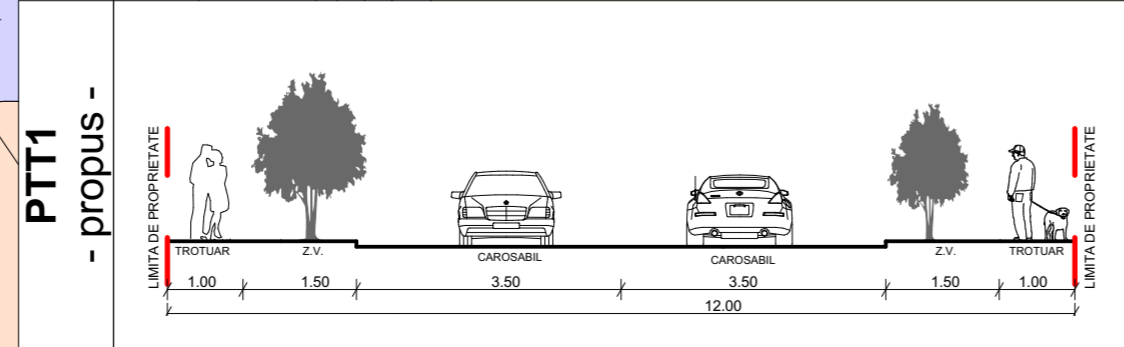 PTT1
- propus -
LIMITA DE PROPRIETATE
TROTUAR
Z.V.
CAROSABIL
CAROSABIL
Z.V.
TROTUAR
LIMITA DE PROPRIETATE
1.00
1.50
3.50
3.50
1.50
1.00
12.00